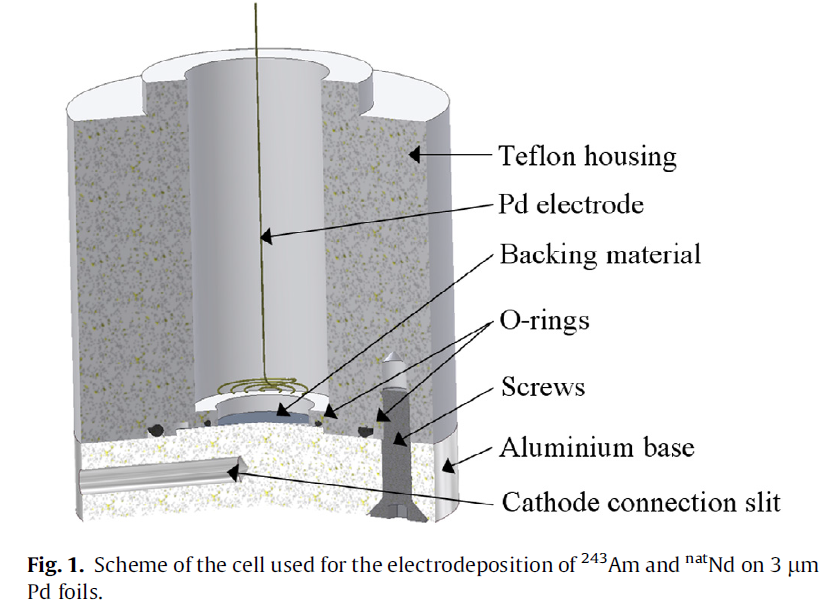 Teflon housing
Pd electrode
Backing material
O-rings
Screws
Aluminium base
Cathode connection slit
Fig. 1. Scheme of the cell used for the electrodeposition of ²⁴³Am and ⁿᵃᵗNd on 3 μm
Pd foils.